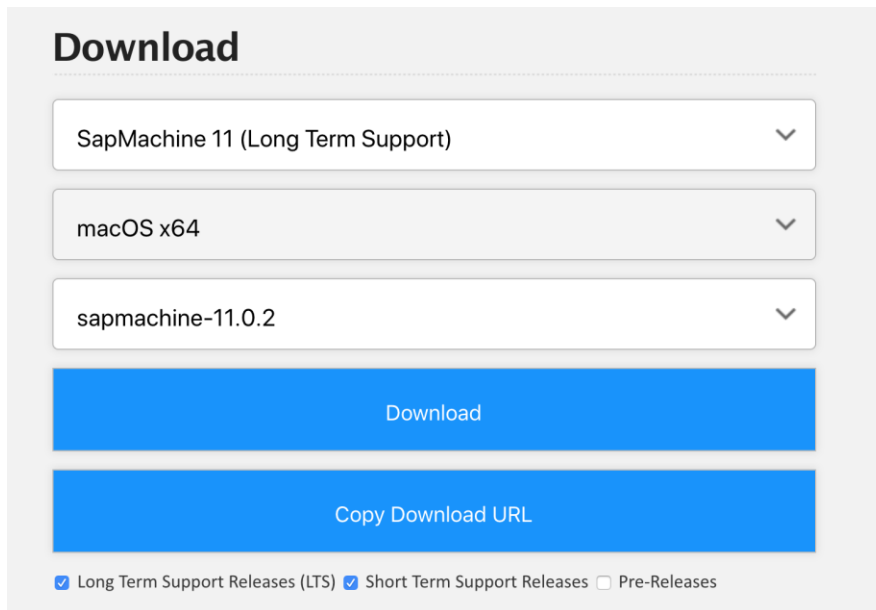 Download
SapMachine 11 (Long Term Support)
macOS x64
sapmachine-11.0.2
Download
Copy Download URL
Long Term Support Releases (LTS) Short Term Support Releases Pre-Releases